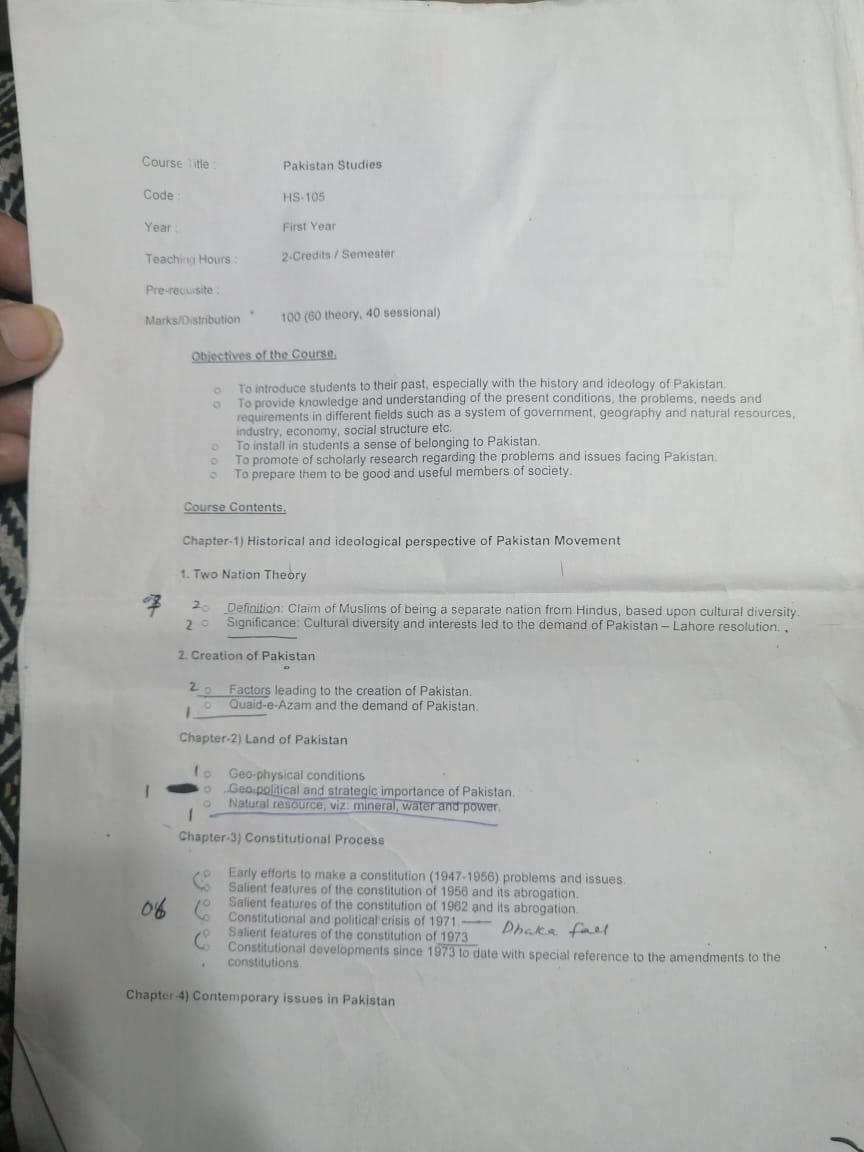 Course Title : Pakistan Studies
Code : HS-105
Year : First Year
Teaching Hours : 2-Credits / Semester
Pre-requisite :
Marks/Distribution 100 (60 theory, 40 sessional)
Objectives of the Course.
To introduce students to their past, especially with the history and ideology of Pakistan.
To provide knowledge and understanding of the present conditions, the problems, needs and
requirements in different fields such as a system of government, geography and natural resources,
industry, economy, social structure etc.
To install in students a sense of belonging to Pakistan.
To promote of scholarly research regarding the problems and issues facing Pakistan.
To prepare them to be good and useful members of society.
Course Contents.
Chapter-1) Historical and ideological perspective of Pakistan Movement
1. Two Nation Theory
2 Definition: Claim of Muslims of being a separate nation from Hindus, based upon cultural diversity.
2 Significance: Cultural diversity and interests led to the demand of Pakistan – Lahore resolution.
2. Creation of Pakistan
2 Factors leading to the creation of Pakistan.
1 Quaid-e-Azam and the demand of Pakistan.
Chapter-2) Land of Pakistan
1 Geo-physical conditions
1 Geo-political and strategic importance of Pakistan.
1 Natural resource, viz: mineral, water and power.
Chapter-3) Constitutional Process
Early efforts to make a constitution (1947-1956) problems and issues.
Salient features of the constitution of 1956 and its abrogation.
06 Salient features of the constitution of 1962 and its abrogation.
Constitutional and political crisis of 1971. — Dhaka fall
Salient features of the constitution of 1973
Constitutional developments since 1973 to date with special reference to the amendments to the
constitutions
Chapter-4) Contemporary issues in Pakistan